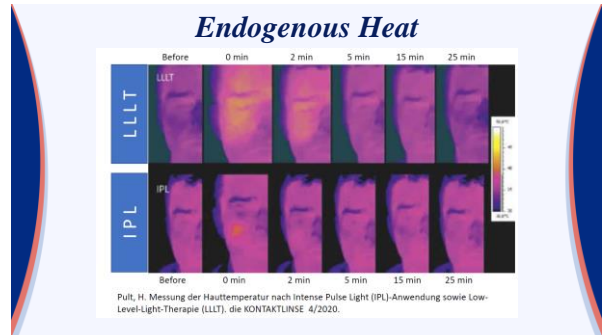 Endogenous Heat
Before 0 min 2 min 5 min 15 min 25 min
LLLT
LLLT
IPL
IPL
Before 0 min 2 min 5 min 15 min 25 min
Pult, H. Messung der Hauttemperatur nach Intense Pulse Light (IPL)-Anwendung sowie Low-
Level-Light-Therapie (LLLT). die KONTAKTLINSE 4/2020.